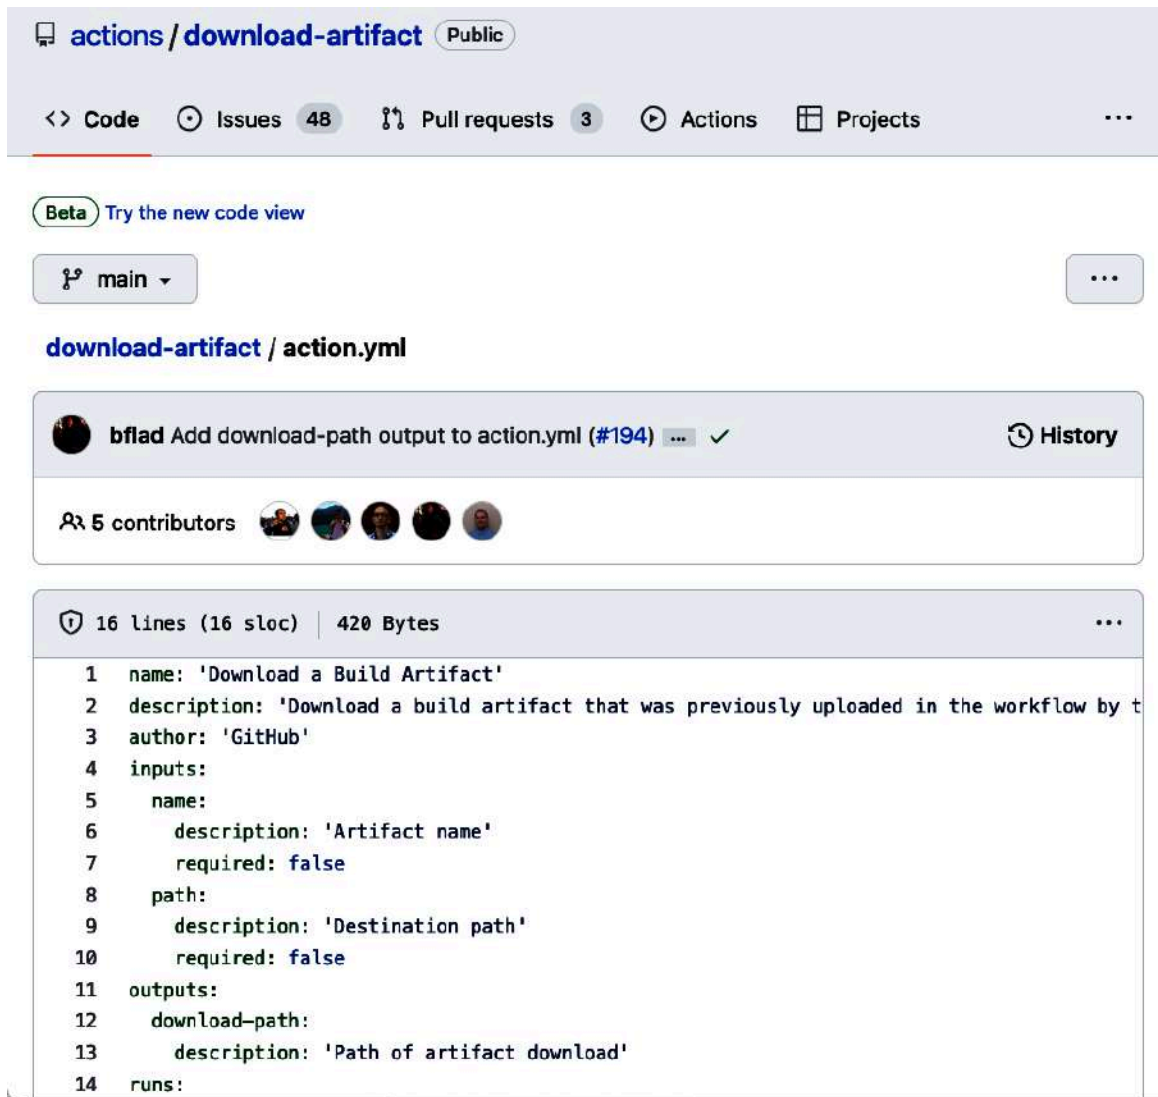 actions / download-artifact Public
<> Code Issues 48 Pull requests 3 Actions Projects ...
Beta Try the new code view
main ...
download-artifact / action.yml
bflad Add download-path output to action.yml (#194) ... History
5 contributors
16 lines (16 sloc) 420 Bytes ...
1 name: 'Download a Build Artifact'
2 description: 'Download a build artifact that was previously uploaded in the workflow by t
3 author: 'GitHub'
4 inputs:
5 name:
6 description: 'Artifact name'
7 required: false
8 path:
9 description: 'Destination path'
10 required: false
11 outputs:
12 download-path:
13 description: 'Path of artifact download'
14 runs: